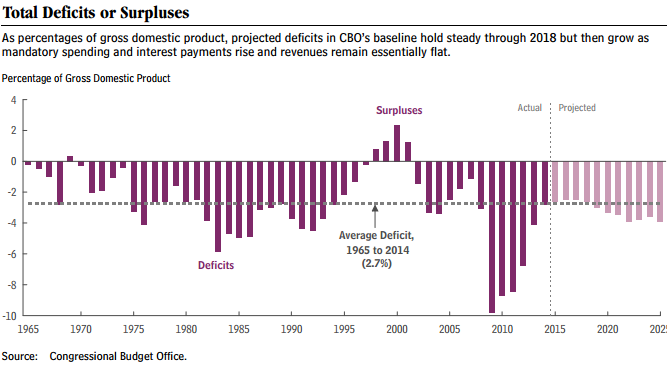 Total Deficits or Surpluses
As percentages of gross domestic product, projected deficits in CBO's baseline hold steady through 2018 but then grow as
mandatory spending and interest payments rise and revenues remain essentially flat.
Percentage of Gross Domestic Product
4
Surpluses
Actual
Projected
2
0
-2
-4
Average Deficit,
1965 to 2014
(2.7%)
-6
Deficits
-8
-10
1965 1970 1975 1980 1985 1990 1995 2000 2005 2010 2015 2020 202
Source: Congressional Budget Office.